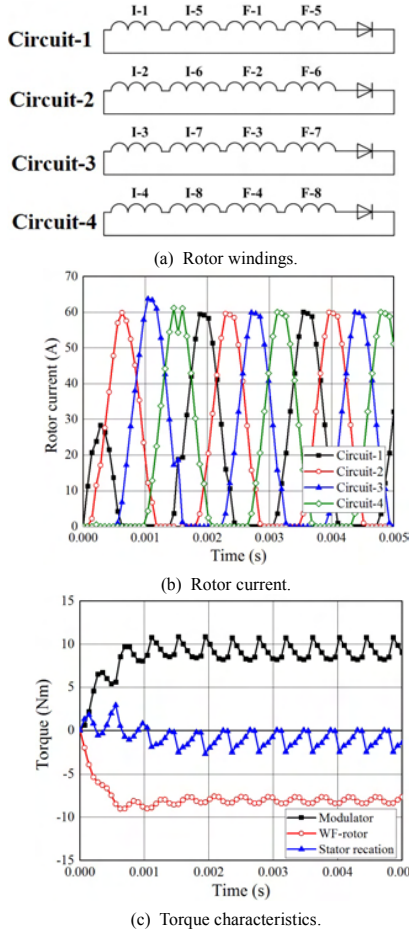 I-1 I-5 F-1 F-5
Circuit-1
I-2 I-6 F-2 F-6
Circuit-2
I-3 I-7 F-3 F-7
Circuit-3
I-4 I-8 F-4 F-8
Circuit-4
(a) Rotor windings.
70
60
50
40
30
20
10
0
Rotor current (A)
Circuit-1
Circuit-2
Circuit-3
Circuit-4
0.000 0.001 0.002 0.003 0.004 0.005
Time (s)
(b) Rotor current.
15
10
5
0
-5
-10
-15
Torque (Nm)
Modulator
WF-rotor
Stator recation
0.000 0.001 0.002 0.003 0.004 0.00
Time (s)
(c) Torque characteristics.